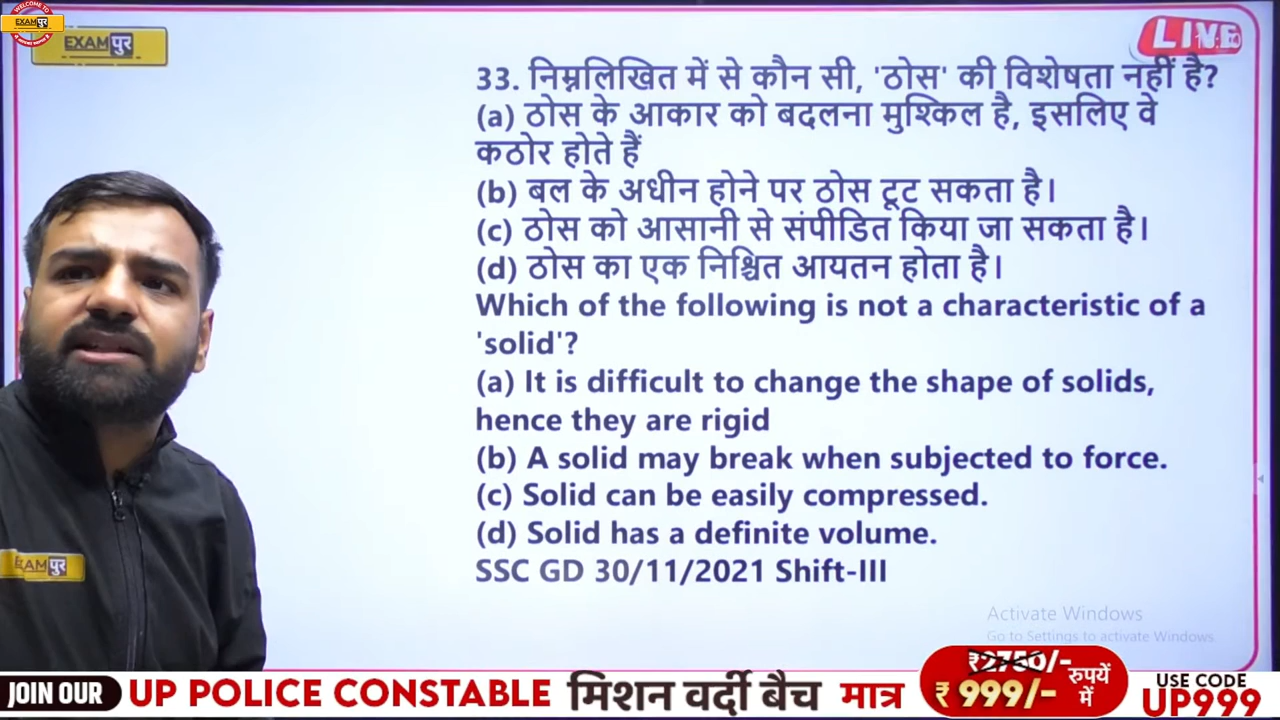 WELCOME TO
EXAMपुर
EXAMपुर
LIVE
33. निम्नलिखित में से कौन सी, 'ठोस' की विशेषता नहीं है?
(a) ठोस के आकार को बदलना मुश्किल है, इसलिए वे
कठोर होते हैं
(b) बल के अधीन होने पर ठोस टूट सकता है।
(c) ठोस को आसानी से संपीडित किया जा सकता है।
(d) ठोस का एक निश्चित आयतन होता है।
Which of the following is not a characteristic of a
'solid'?
(a) It is difficult to change the shape of solids,
hence they are rigid
(b) A solid may break when subjected to force.
(c) Solid can be easily compressed.
(d) Solid has a definite volume.
SSC GD 30/11/2021 Shift-III
EXAMपुर
Activate Windows
Go to Settings to activate Windows.
JOIN OUR UP POLICE CONSTABLE मिशन वर्दी बैच मात्र ₹2750/- ₹999/- रुपयें में USE CODE UP999